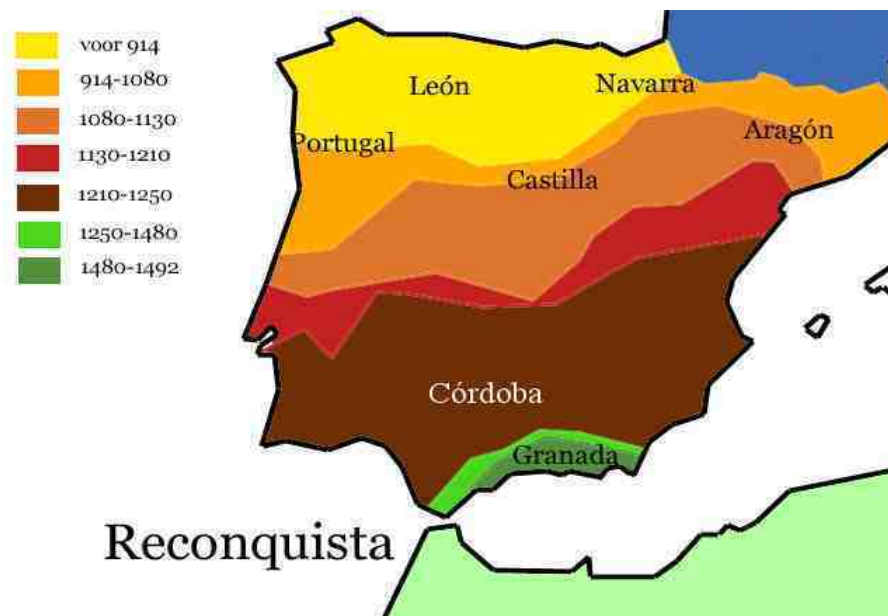 voor 914
914-1080
1080-1130
1130-1210
1210-1250
1250-1480
1480-1492
León
Navarra
Portugal
Aragón
Castilla
Córdoba
Granada
Reconquista